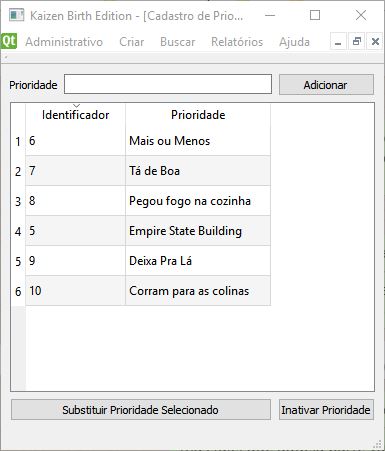 Kaizen Birth Edition - [Cadastro de Prio...
Qt Administrativo Criar Buscar Relatórios Ajuda
Prioridade Adicionar
Identificador Prioridade
1 6 Mais ou Menos
2 7 Tá de Boa
3 8 Pegou fogo na cozinha
4 5 Empire State Building
5 9 Deixa Pra Lá
6 10 Corram para as colinas
Substituir Prioridade Selecionado Inativar Prioridade